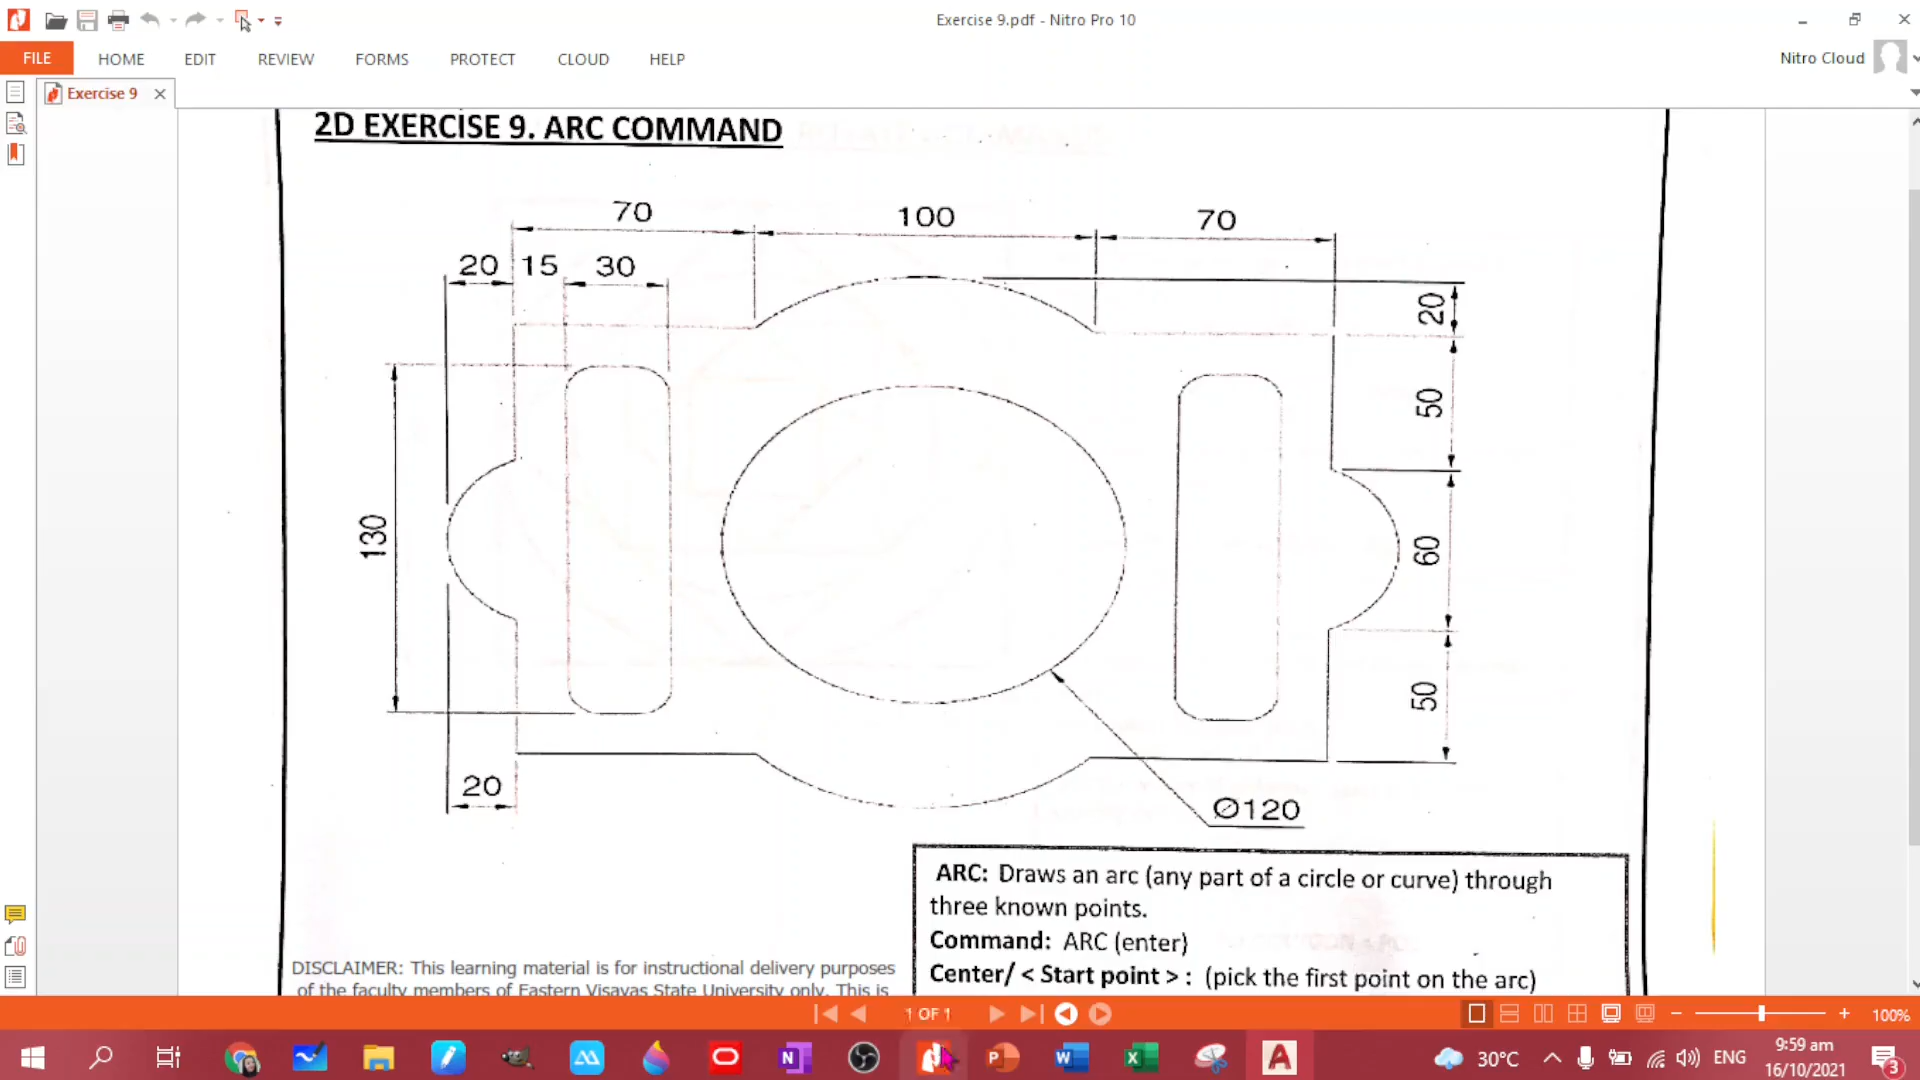 Exercise 9.pdf - Nitro Pro 10
FILE HOME EDIT REVIEW FORMS PROTECT CLOUD HELP
Nitro Cloud
Exercise 9
2D EXERCISE 9. ARC COMMAND
70 100 70
20 15 30
20
50
130
60
50
20
Ø120
ARC: Draws an arc (any part of a circle or curve) through
three known points.
Command: ARC (enter)
Center/ < Start point > : (pick the first point on the arc)
DISCLAIMER: This learning material is for instructional delivery purposes
of the faculty members of Eastern Visayas State University only. This is
1 OF 1
100%
30°C
ENG
9:59 am
16/10/2021
3